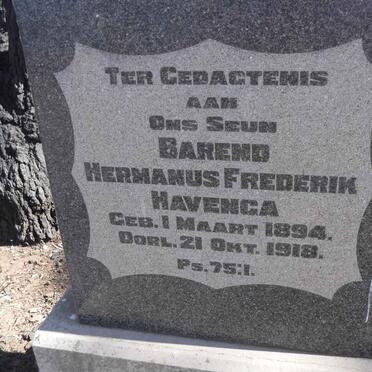 TER GEDAGTENIS
AAN
ONS SEUN
BAREND
HERMANUS FREDERIK
HAVENGA
GEB. 1 MAART 1894.
OORL. 21 OKT. 1918.
PS. 75:1.